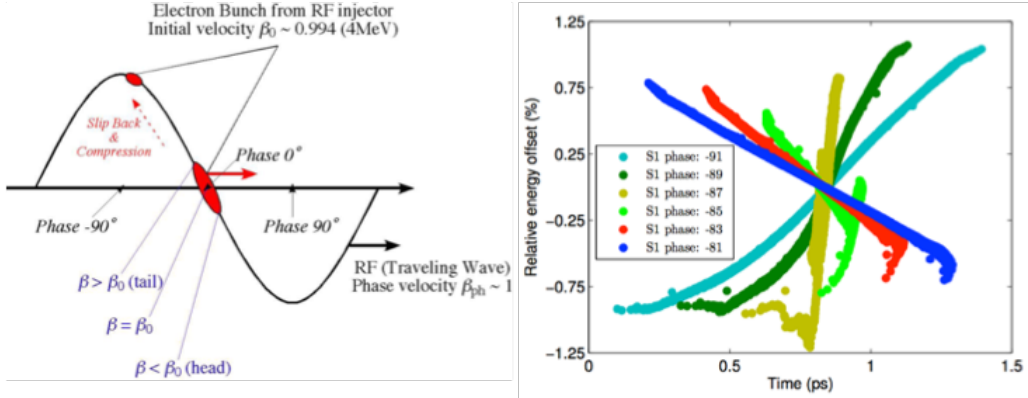 Electron Bunch from RF injector
Initial velocity β0 ~ 0.994 (4MeV)
Slip Back
&
Compression
Phase 0°
Phase -90°
Phase 90°
RF (Traveling Wave)
Phase velocity βph ~ 1
β > β0 (tail)
β = β0
β < β0 (head)
1.25
0.75
0.25
−0.25
−0.75
−1.25
Relative energy offset (%)
S1 phase: -91
S1 phase: -89
S1 phase: -87
S1 phase: -85
S1 phase: -83
S1 phase: -81
0
0.5
1
1.5
Time (ps)